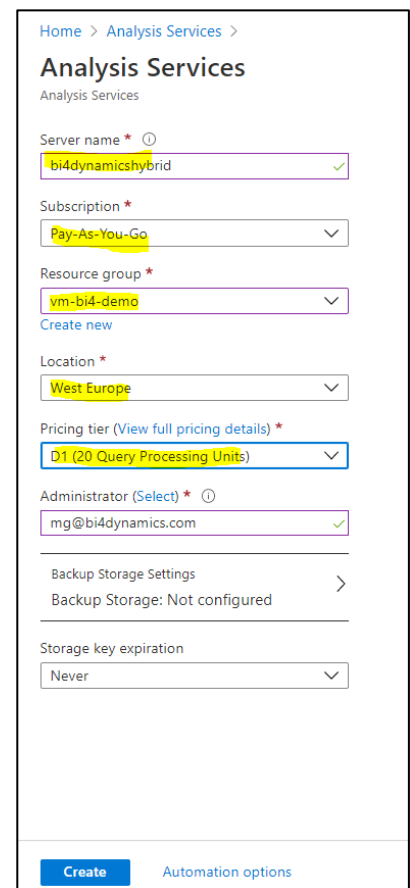 Home > Analysis Services >
Analysis Services
Analysis Services
Server name *
bi4dynamicshybrid
Subscription *
Pay-As-You-Go
Resource group *
vm-bi4-demo
Create new
Location *
West Europe
Pricing tier (View full pricing details) *
D1 (20 Query Processing Units)
Administrator (Select) *
mg@bi4dynamics.com
Backup Storage Settings
Backup Storage: Not configured
Storage key expiration
Never
Create Automation options